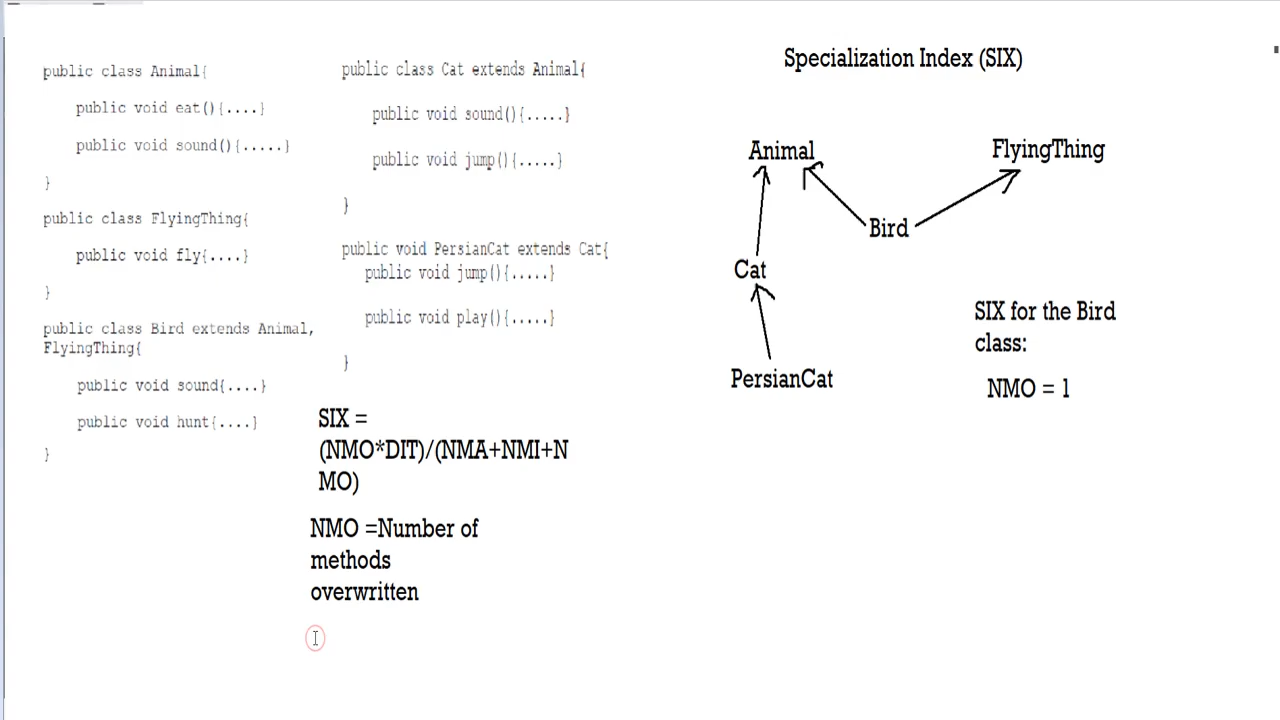 public class Animal{
public void eat(){....}
public void sound(){.....}
}
public class FlyingThing{
public void fly{....}
}
public class Bird extends Animal,
FlyingThing{
public void sound{....}
public void hunt{....}
}
public class Cat extends Animal{
public void sound(){.....}
public void jump(){.....}
}
public void PersianCat extends Cat{
public void jump(){.....}
public void play(){.....}
}
SIX =
(NMO*DIT)/(NMA+NMI+N
MO)
NMO =Number of
methods
overwritten
Specialization Index (SIX)
Animal
FlyingThing
Bird
Cat
PersianCat
SIX for the Bird
class:
NMO = 1